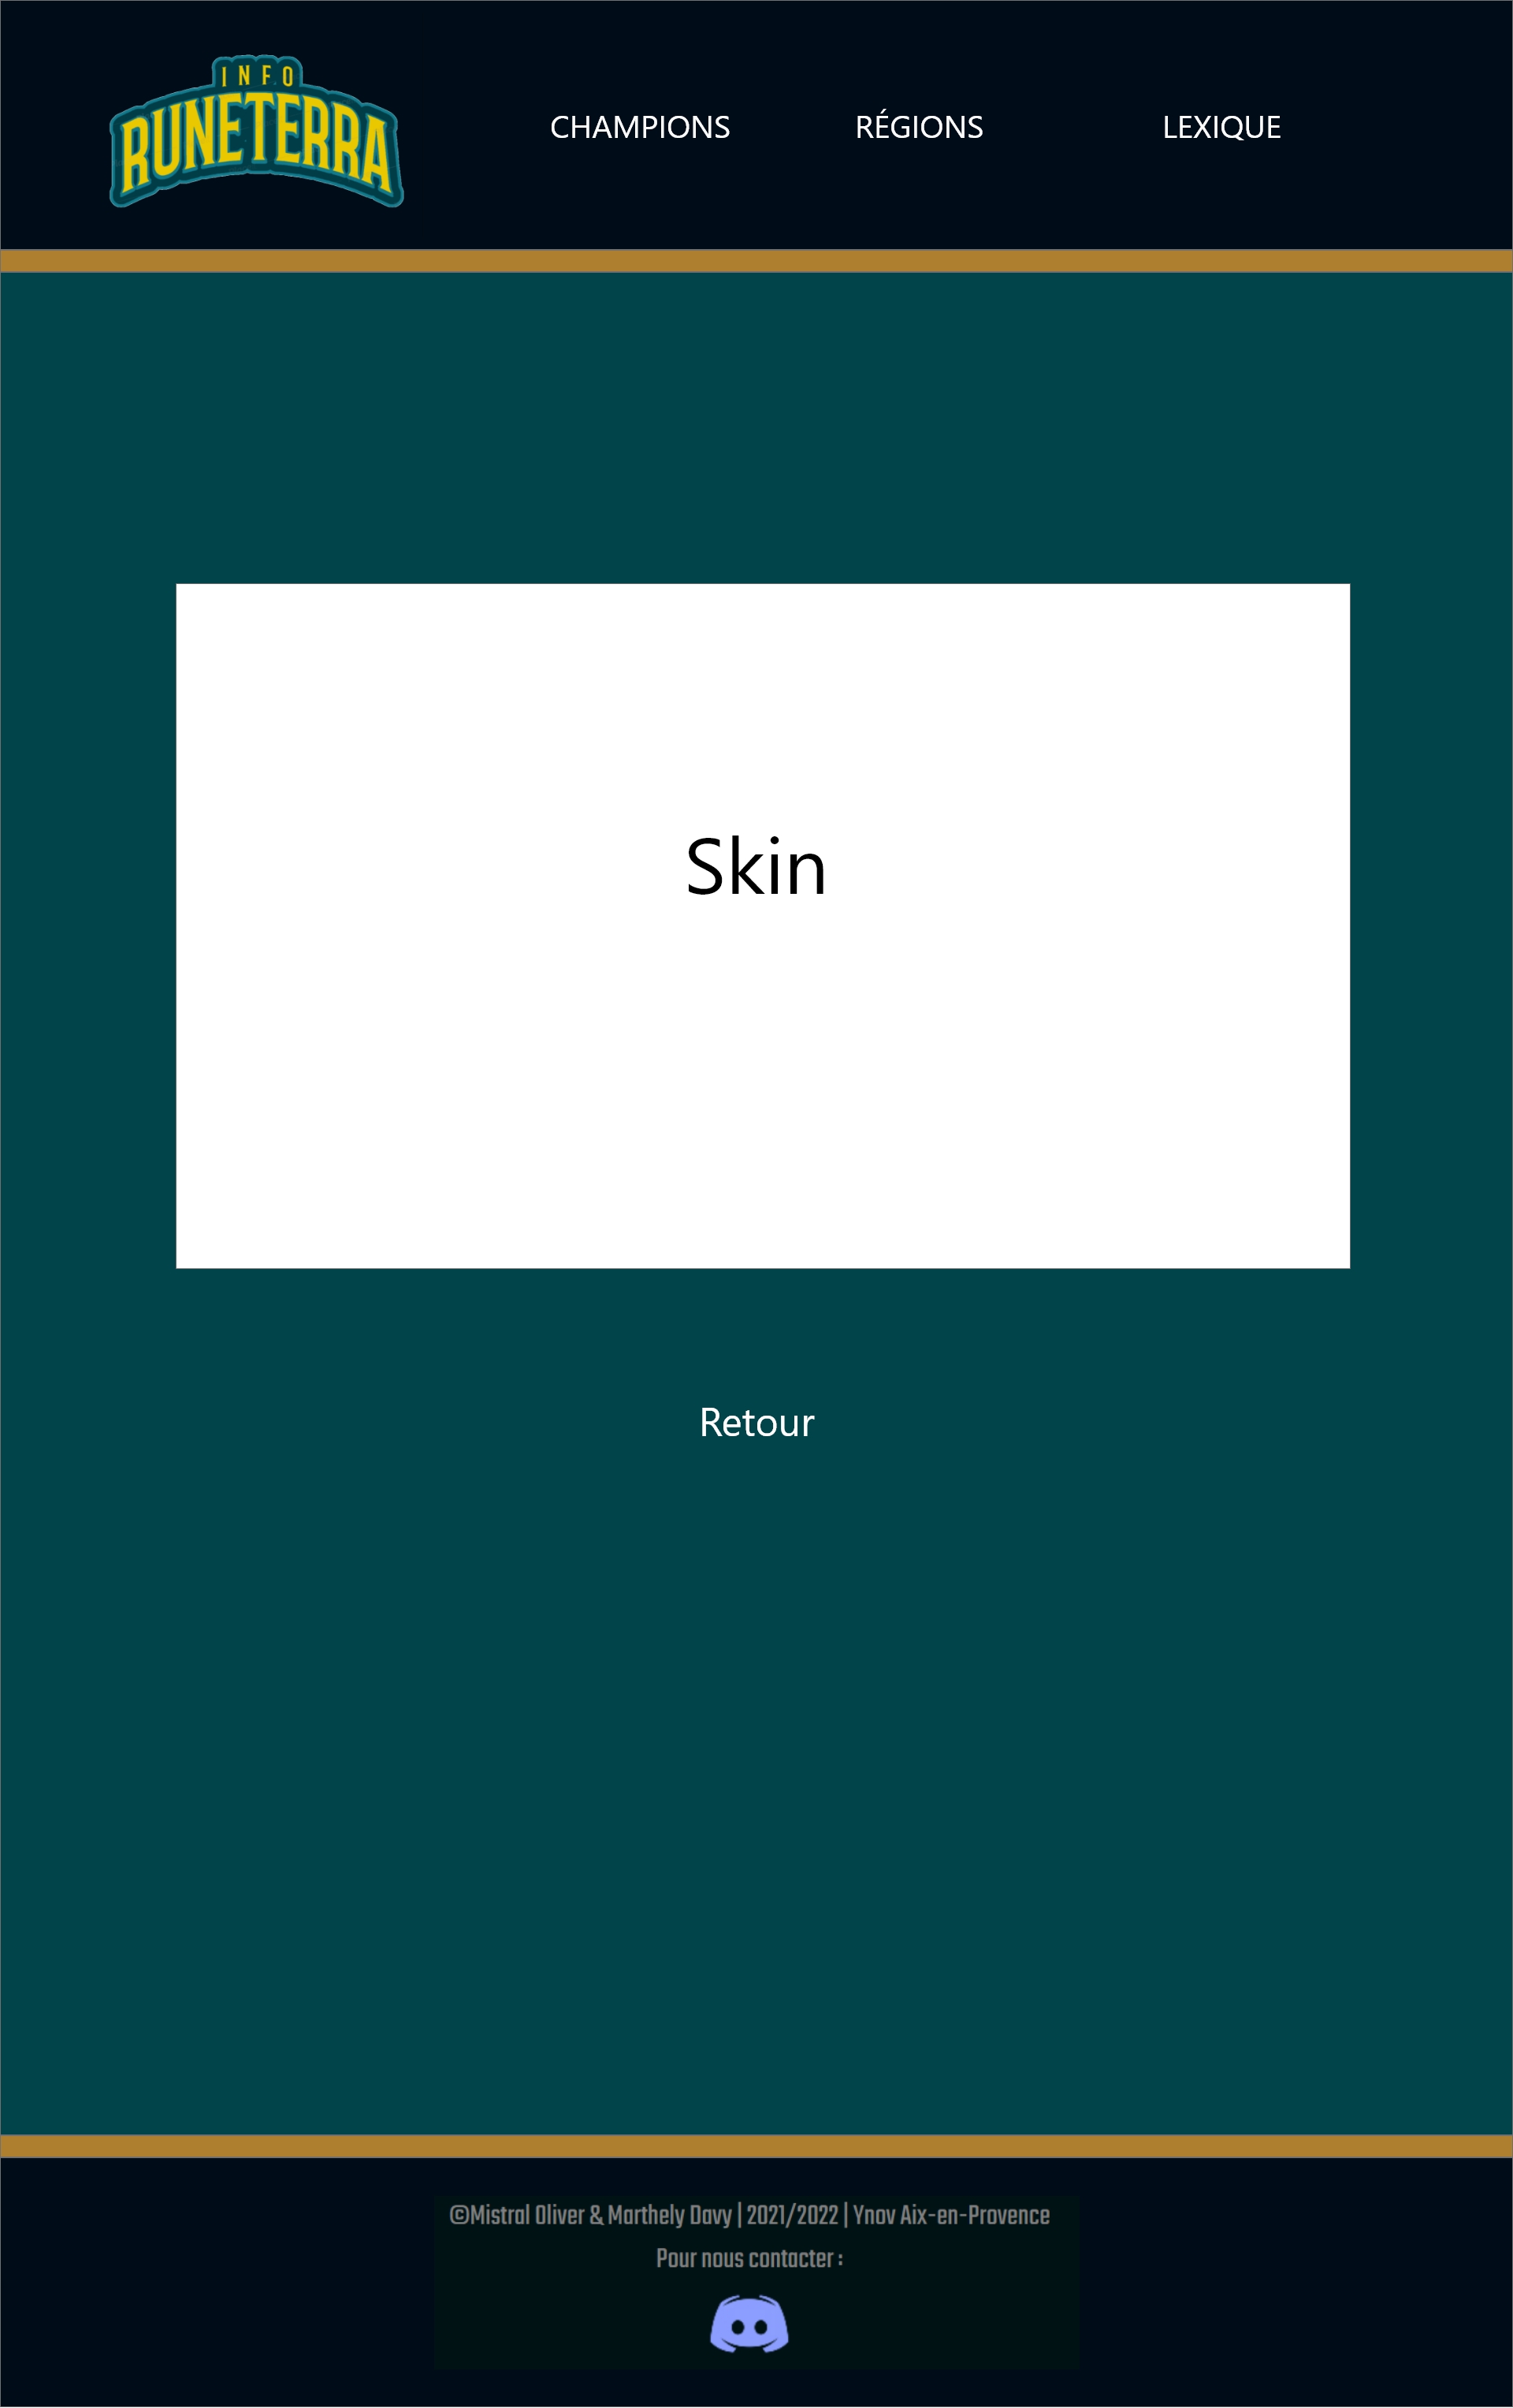 INFO
RUNETERRA
CHAMPIONS RÉGIONS LEXIQUE
Skin
Retour
©Mistral Oliver & Marthely Davy | 2021/2022 | Ynov Aix-en-Provence
Pour nous contacter :